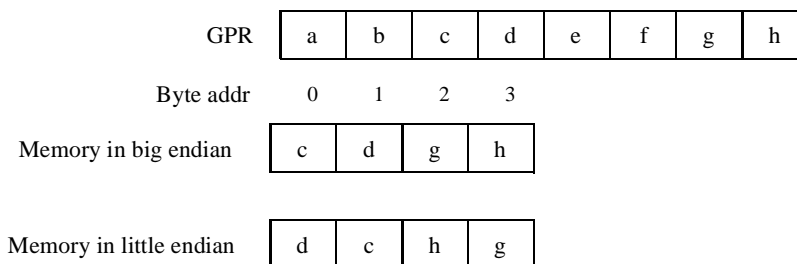 GPR a b c d e f g h
Byte addr 0 1 2 3
Memory in big endian c d g h
Memory in little endian d c h g